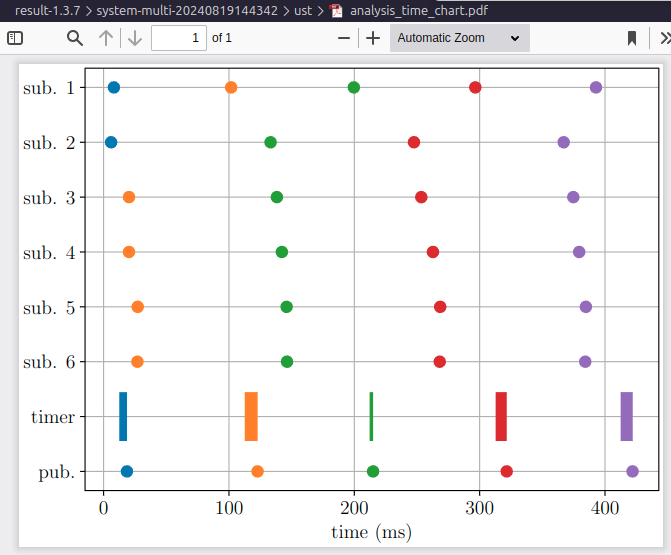 result-1.3.7 > system-multi-20240819144342 > ust > analysis_time_chart.pdf
1 of 1 Automatic Zoom
sub. 1
sub. 2
sub. 3
sub. 4
sub. 5
sub. 6
timer
pub.
0 100 200 300 400
time (ms)